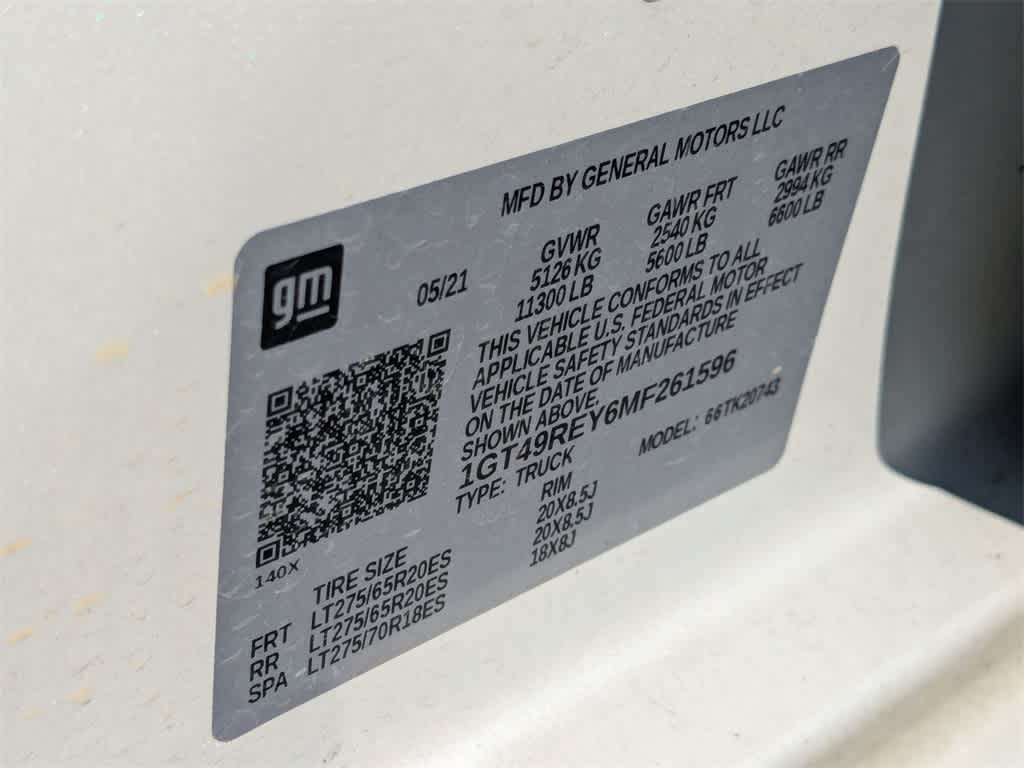 MFD BY GENERAL MOTORS LLC
gm
05/21
GVWR GAWR FRT GAWR RR
5126 KG 2540 KG 2994 KG
11300 LB 5600 LB 6600 LB
THIS VEHICLE CONFORMS TO ALL
APPLICABLE U.S. FEDERAL MOTOR
VEHICLE SAFETY STANDARDS IN EFFECT
ON THE DATE OF MANUFACTURE
SHOWN ABOVE.
1GT49REY6MF261596
TYPE: TRUCK MODEL: 66TK20743
140X
TIRE SIZE RIM
FRT LT275/65R20ES 20X8.5J
RR LT275/65R20ES 20X8.5J
SPA LT275/70R18ES 18X8J